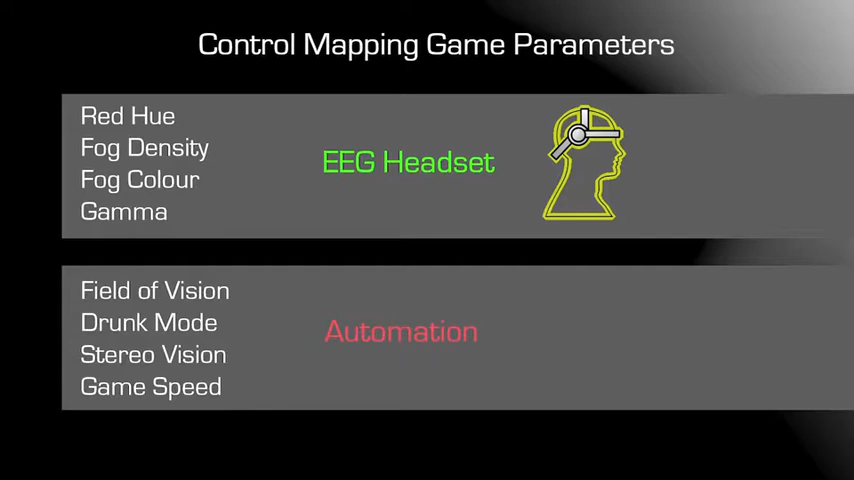 Control Mapping Game Parameters
Red Hue
Fog Density
Fog Colour
Gamma
EEG Headset
Field of Vision
Drunk Mode
Stereo Vision
Game Speed
Automation